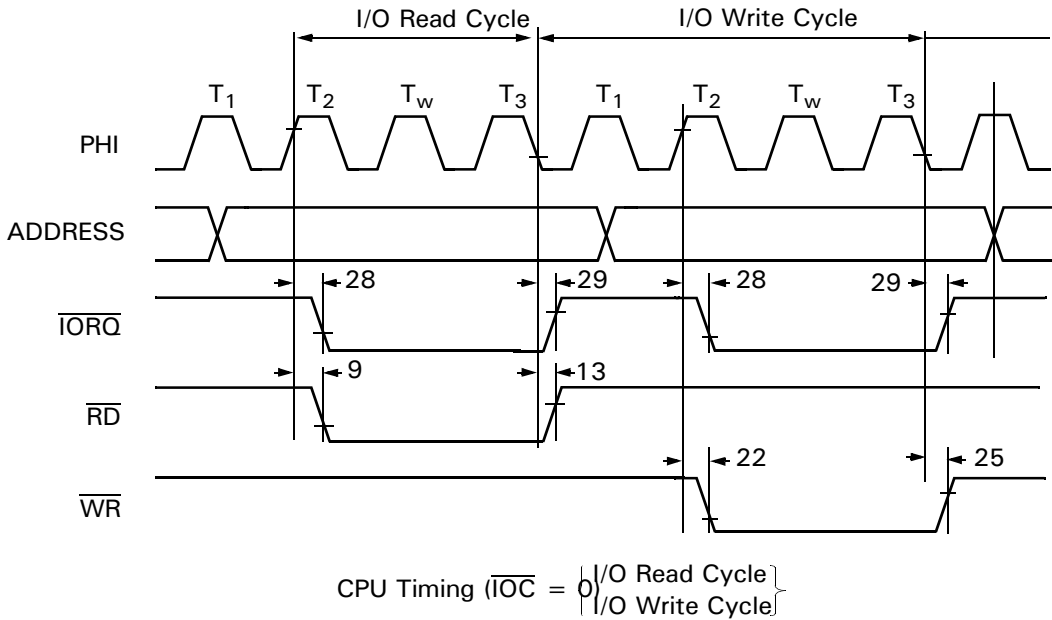 I/O Read Cycle I/O Write Cycle
T1 T2 Tw T3 T1 T2 Tw T3
PHI
ADDRESS
28 29 28 29
IORQ
9 13
RD
22 25
WR
CPU Timing (IOC = 0)
I/O Read Cycle
I/O Write Cycle